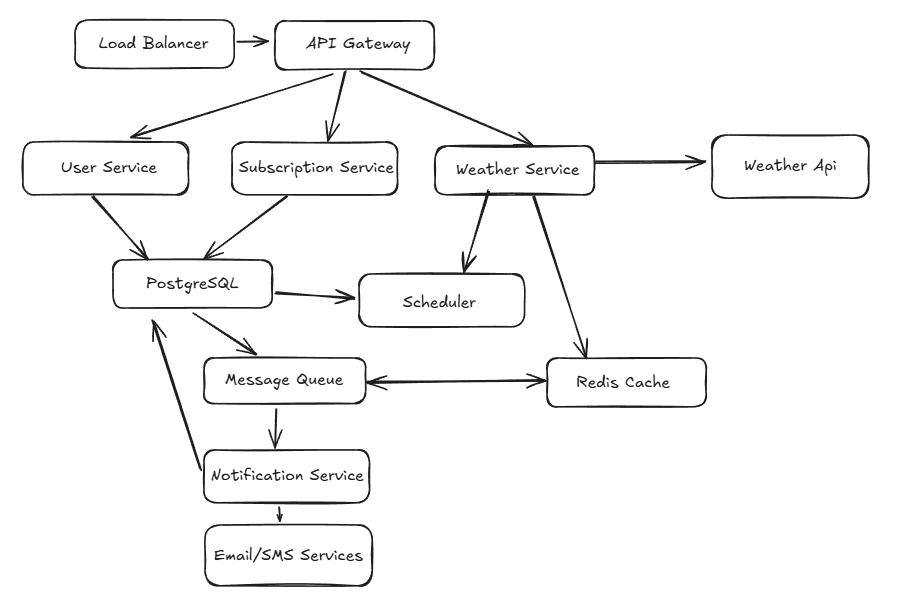 Load Balancer
API Gateway
User Service
Subscription Service
Weather Service
Weather Api
PostgreSQL
Scheduler
Message Queue
Redis Cache
Notification Service
Email/SMS Services